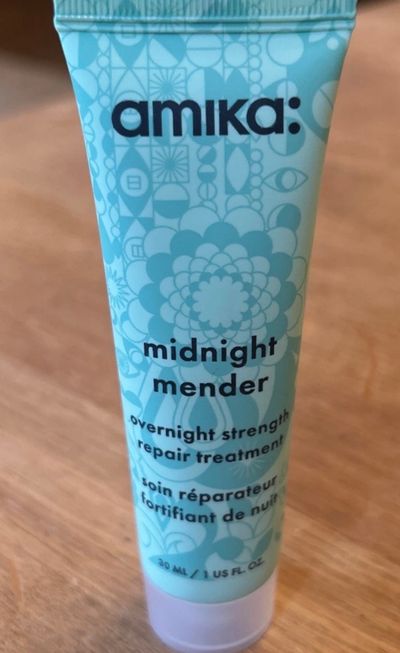 amika:
midnight
mender
overnight strength
repair treatment
soin réparateur
fortifiant de nuit
30 ML / 1 US FL. OZ.